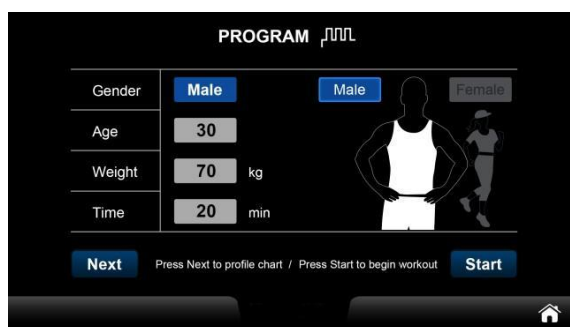 PROGRAM
Gender Male Male Female
Age 30
Weight 70 kg
Time 20 min
Next Press Next to profile chart / Press Start to begin workout Start